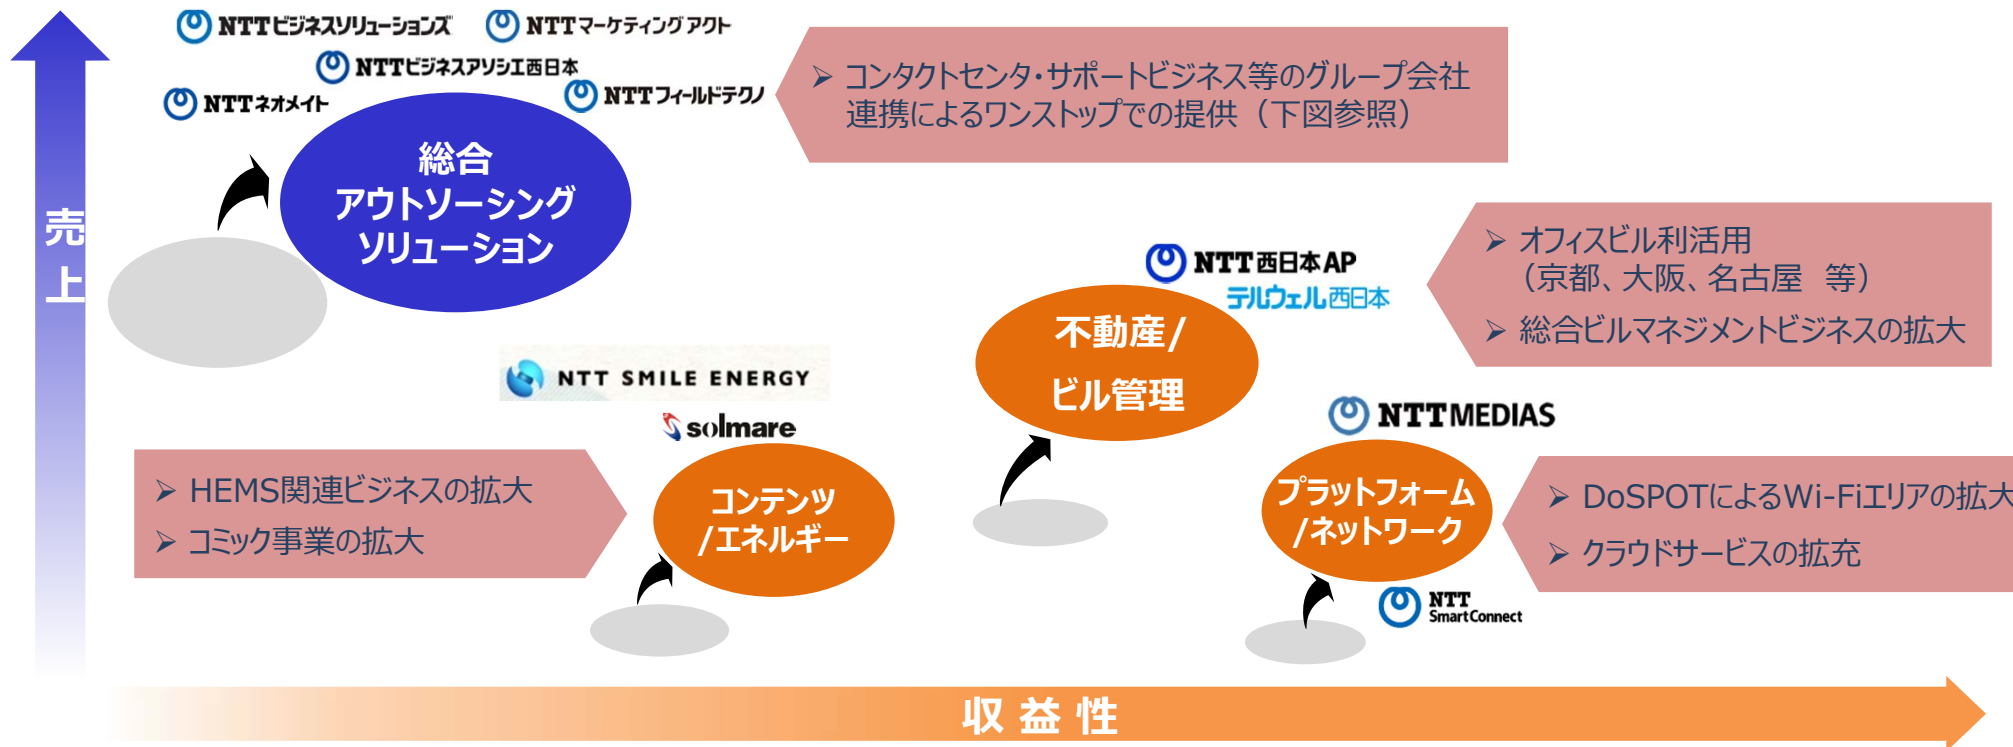 NTTビジネスソリューションズ
NTTマーケティングアクト
NTTビジネスアソシエ西日本
NTTネオメイト
NTTフィールドテクノ
➢ コンタクトセンタ・サポートビジネス等のグループ会社
連携によるワンストップでの提供（下図参照）
総合
アウトソーシング
ソリューション
売上
NTT西日本AP
テルウェル西日本
➢ オフィスビル利活用
（京都、大阪、名古屋　等）
➢ 総合ビルマネジメントビジネスの拡大
不動産/
ビル管理
NTT SMILE ENERGY
solmare
➢ HEMS関連ビジネスの拡大
➢ コミック事業の拡大
コンテンツ
/エネルギー
NTTMEDIAS
プラットフォーム
/ネットワーク
➢ DoSPOTによるWi-Fiエリアの拡大
➢ クラウドサービスの拡充
NTT
SmartConnect
収益性